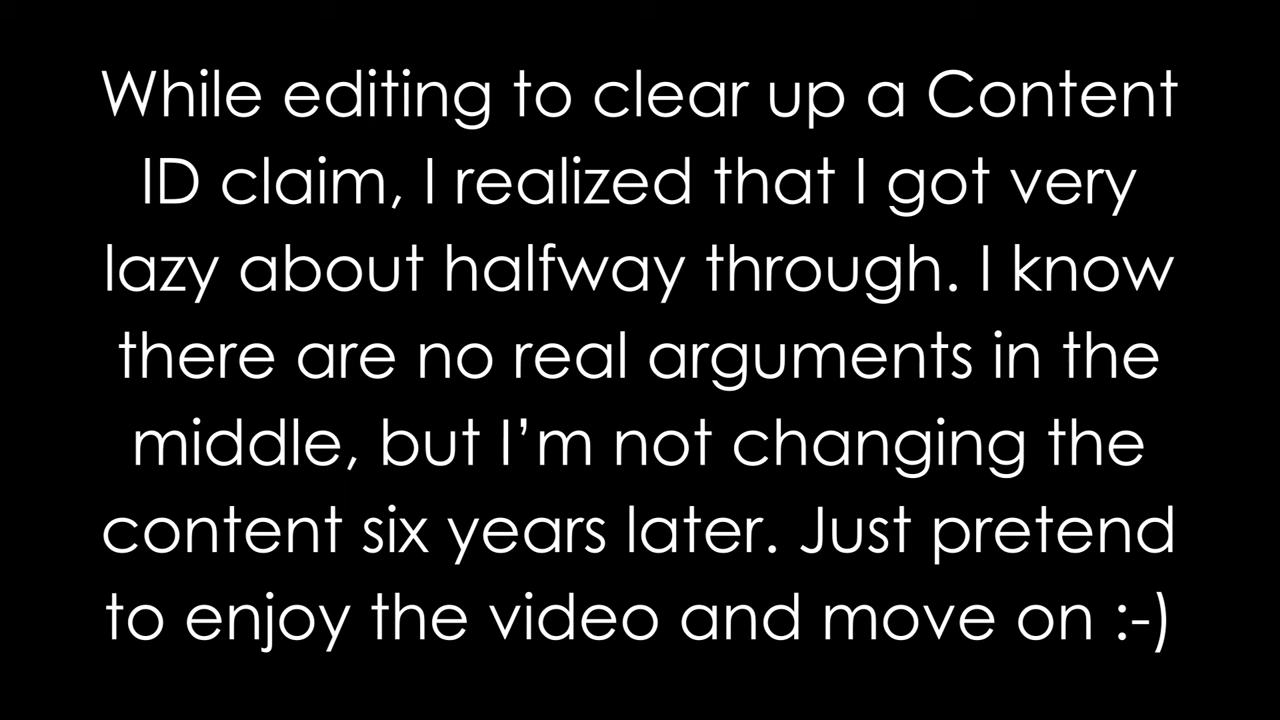 While editing to clear up a Content
ID claim, I realized that I got very
lazy about halfway through. I know
there are no real arguments in the
middle, but I’m not changing the
content six years later. Just pretend
to enjoy the video and move on :-)